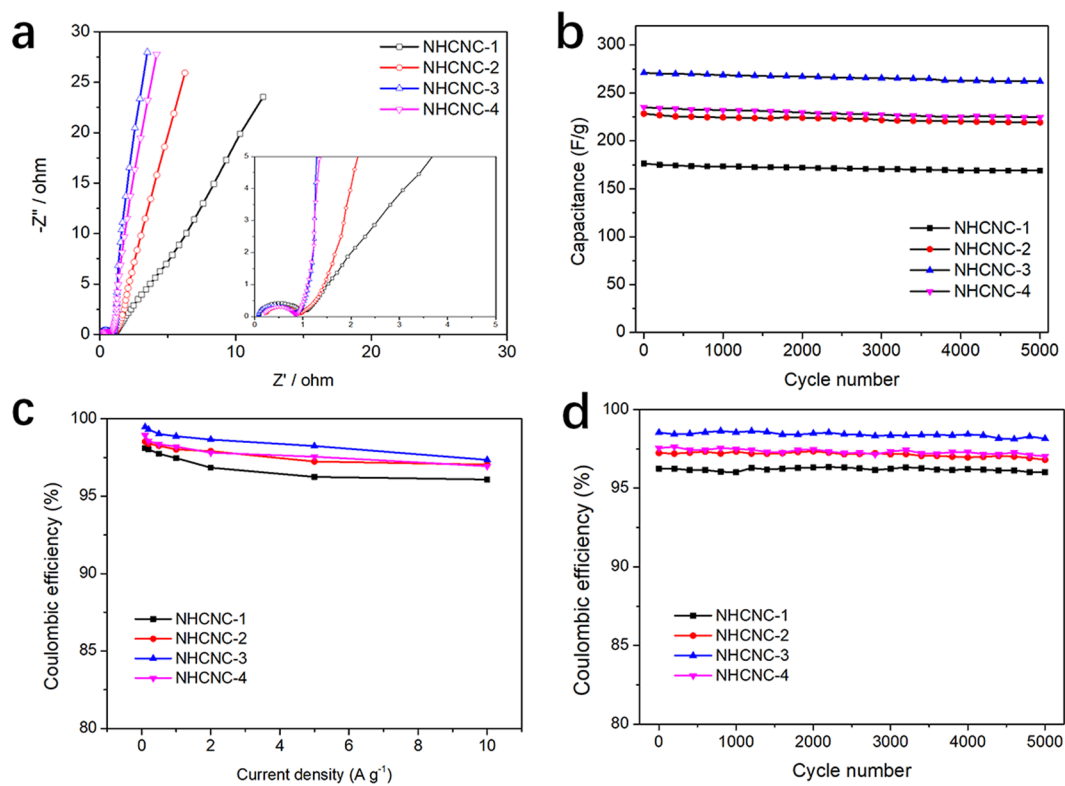 a
30
25
20
15
10
5
0
-Z" / ohm
0
10
20
30
Z' / ohm
NHCNC-1
NHCNC-2
NHCNC-3
NHCNC-4
5
4
3
2
1
0
0
1
2
3
4
5
b
300
250
200
150
100
50
0
Capacitance (F/g)
0
1000
2000
3000
4000
5000
Cycle number
NHCNC-1
NHCNC-2
NHCNC-3
NHCNC-4
c
100
95
90
85
80
Coulombic efficiency (%)
0
2
4
6
8
10
Current density (A g⁻¹)
NHCNC-1
NHCNC-2
NHCNC-3
NHCNC-4
d
100
95
90
85
80
Coulombic efficiency (%)
0
1000
2000
3000
4000
5000
Cycle number
NHCNC-1
NHCNC-2
NHCNC-3
NHCNC-4